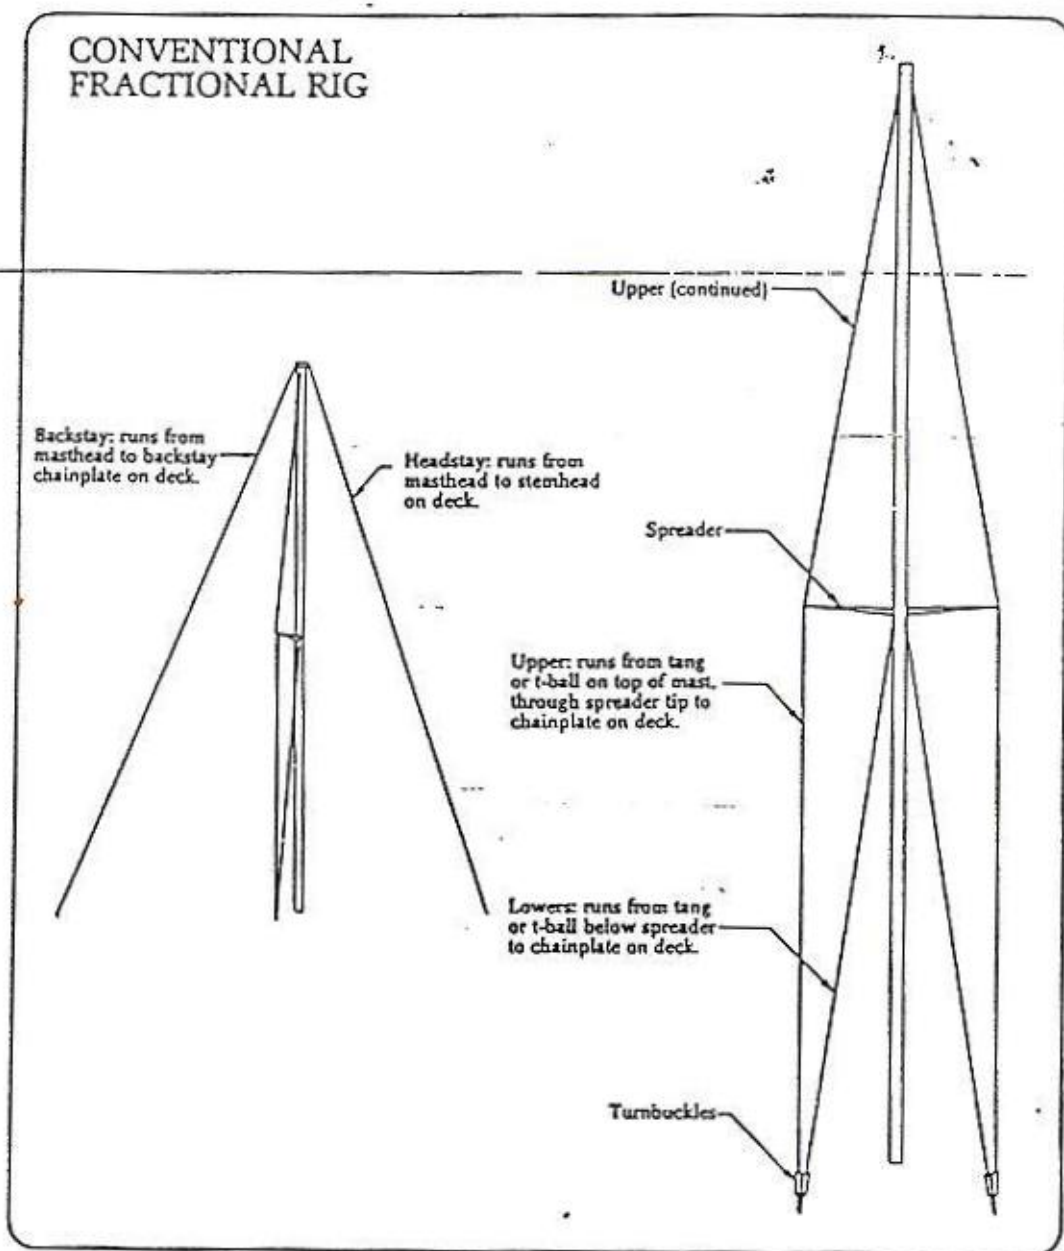 CONVENTIONAL
FRACTIONAL RIG
Upper (continued)
Backstay: runs from
masthead to backstay
chainplate on deck.
Headstay: runs from
masthead to stemhead
on deck.
Spreader
Upper: runs from tang
or t-ball on top of mast,
through spreader tip to
chainplate on deck.
Lowers: runs from tang
or t-ball below spreader
to chainplate on deck.
Turnbuckles